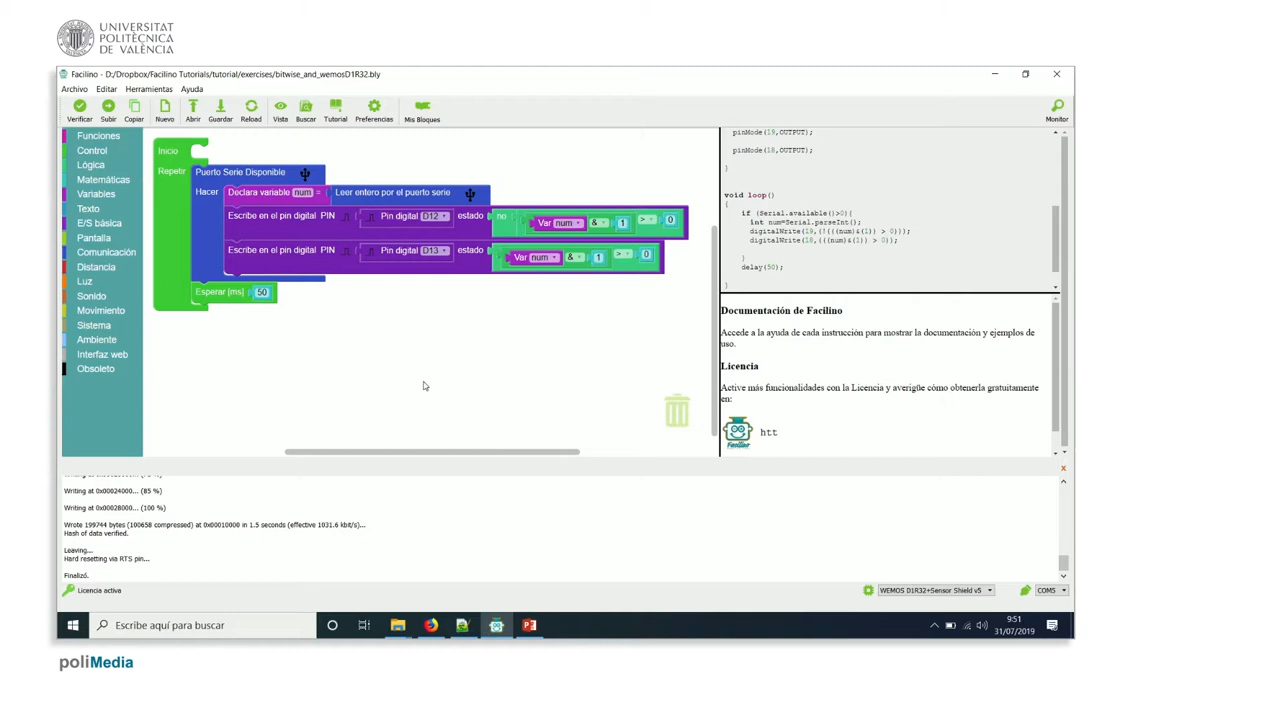 UNIVERSITAT
POLITÈCNICA
DE VALÈNCIA
Facilino - D:/Dropbox/Facilino Tutorials/tutorial/exercises/bitwise_and_wemosD1R32.bly
Archivo Editar Herramientas Ayuda
Verificar Subir Copiar Nuevo Abrir Guardar Reload Vista Buscar Tutorial Preferencias Mis Bloques Monitor
Funciones
Control
Lógica
Matemáticas
Variables
Texto
E/S básica
Pantalla
Comunicación
Distancia
Luz
Sonido
Movimiento
Sistema
Ambiente
Interfaz web
Obsoleto
Inicio
Repetir Puerto Serie Disponible
Hacer Declara variable num = Leer entero por el puerto serie
Escribe en el pin digital PIN Pin digital D12 estado no Var num & 1 > 0
Escribe en el pin digital PIN Pin digital D13 estado Var num & 1 > 0
Esperar [ms] 50
pinMode(19,OUTPUT);
pinMode(18,OUTPUT);
}
void loop()
{
if (Serial.available()>0){
int num=Serial.parseInt();
digitalWrite(19,(!(((num)&(1)) > 0)));
digitalWrite(18,(((num)&(1)) > 0));
}
delay(50);
}
Documentación de Facilino
Accede a la ayuda de cada instrucción para mostrar la documentación y ejemplos de
uso.
Licencia
Active más funcionalidades con la Licencia y averigüe cómo obtenerla gratuitamente
en:
Facilino
htt
x
Writing at 0x00024000... (85 %)
Writing at 0x00028000... (100 %)
Wrote 199744 bytes (100658 compressed) at 0x00010000 in 1.5 seconds (effective 1031.6 kbit/s)...
Hash of data verified.
Leaving...
Hard resetting via RTS pin...
Finalizó.
Licencia activa
WEMOS D1R32+Sensor Shield v5
COM5
Escribe aquí para buscar
9:51
31/07/2019
poliMedia